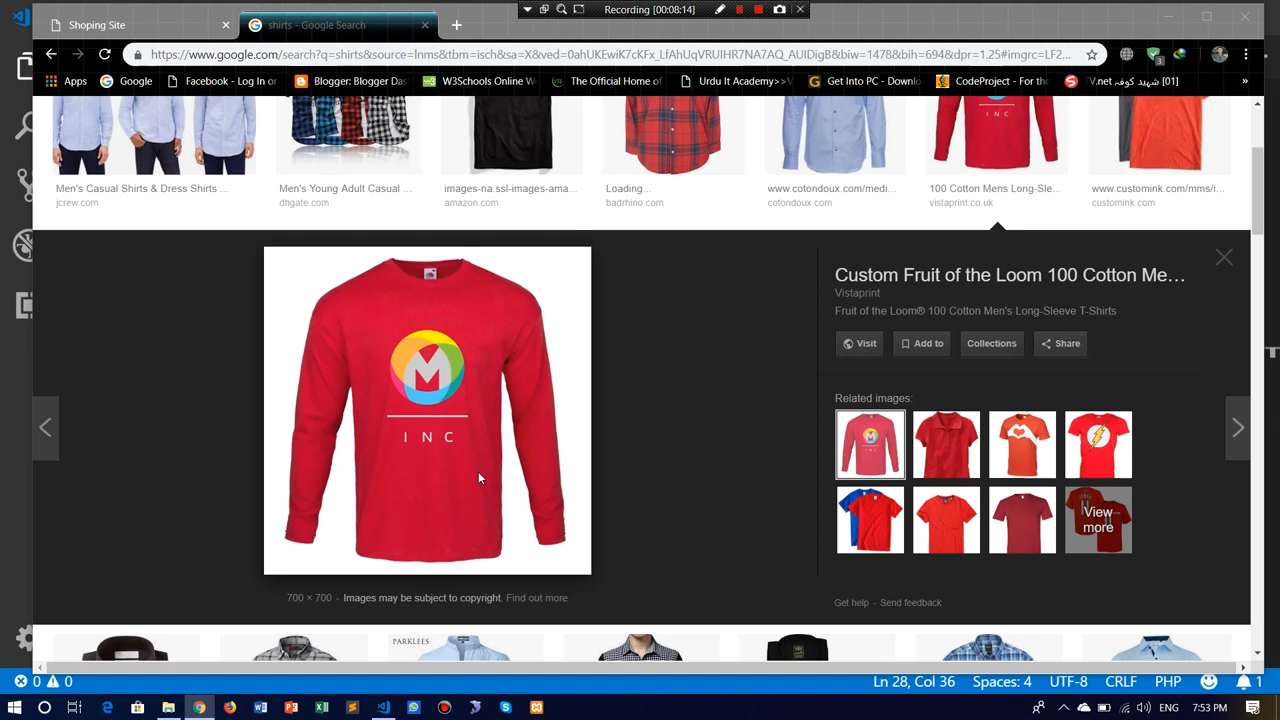 Recording [00:08:14]
Shoping Site
shirts - Google Search
https://www.google.com/search?q=shirts&source=lnms&tbm=isch&sa=X&ved=0ahUKEwiK7cKFx_LfAhUqVRUIHR7NA7AQ_AUIDigB&biw=1478&bih=694&dpr=1.25#imgrc=LF2...
3
Apps
Google
Facebook - Log In or
Blogger: Blogger Das
W3Schools Online W
The Official Home of
Urdu It Academy>>V
Get Into PC - Downlo
CodeProject - For th
TV.net شہید کوفہ [01]
»
INC
Men's Casual Shirts & Dress Shirts ...
Men's Young Adult Casual ...
images-na.ssl-images-ama...
Loading...
www.cotondoux.com/medi...
100 Cotton Mens Long-Sle...
www.customink.com/mms/i...
jcrew.com
dhgate.com
amazon.com
badrhino.com
cotondoux.com
vistaprint.co.uk
customink.com
Custom Fruit of the Loom 100 Cotton Me...
Vistaprint
Fruit of the Loom® 100 Cotton Men's Long-Sleeve T-Shirts
Visit
Add to
Collections
Share
M
INC
Related images:
View more
700 × 700 - Images may be subject to copyright. Find out more
Get help - Send feedback
PARKLEES
0 0
Ln 28, Col 36
Spaces: 4
UTF-8
CRLF
PHP
1
ENG
7:53 PM